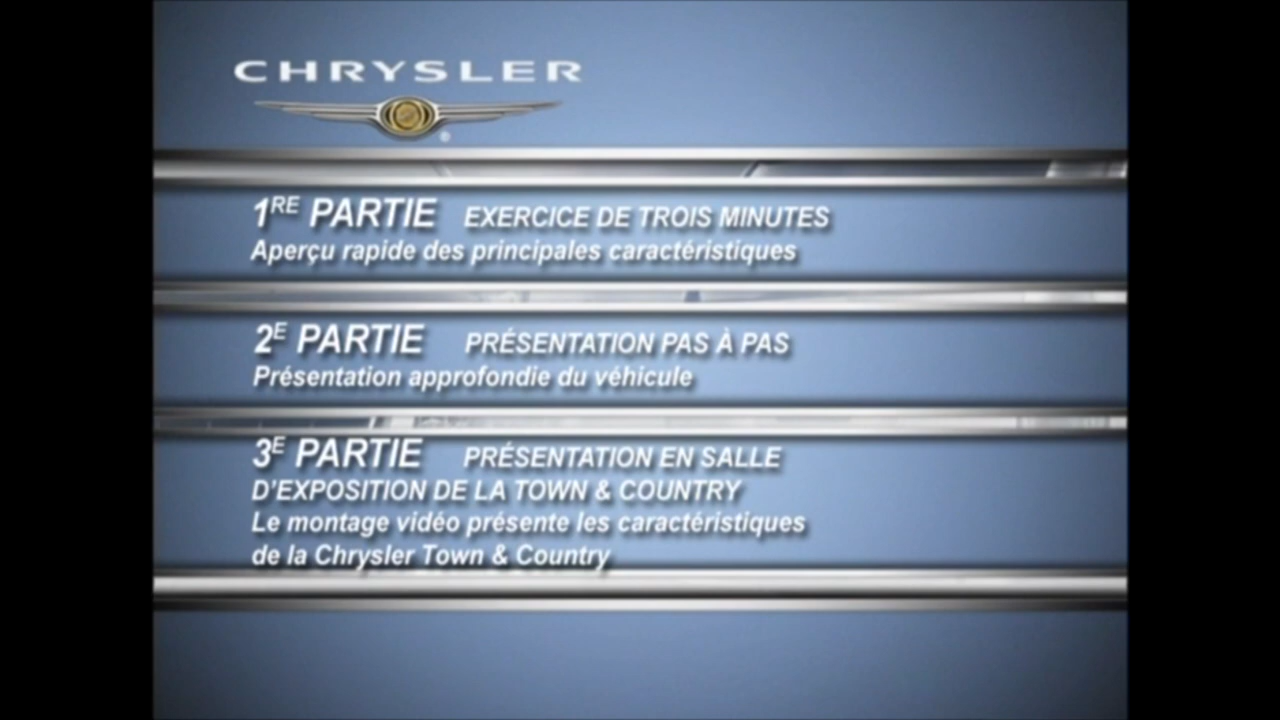 CHRYSLER
1RE PARTIE EXERCICE DE TROIS MINUTES
Aperçu rapide des principales caractéristiques
2E PARTIE PRÉSENTATION PAS À PAS
Présentation approfondie du véhicule
3E PARTIE PRÉSENTATION EN SALLE
D'EXPOSITION DE LA TOWN & COUNTRY
Le montage vidéo présente les caractéristiques
de la Chrysler Town & Country